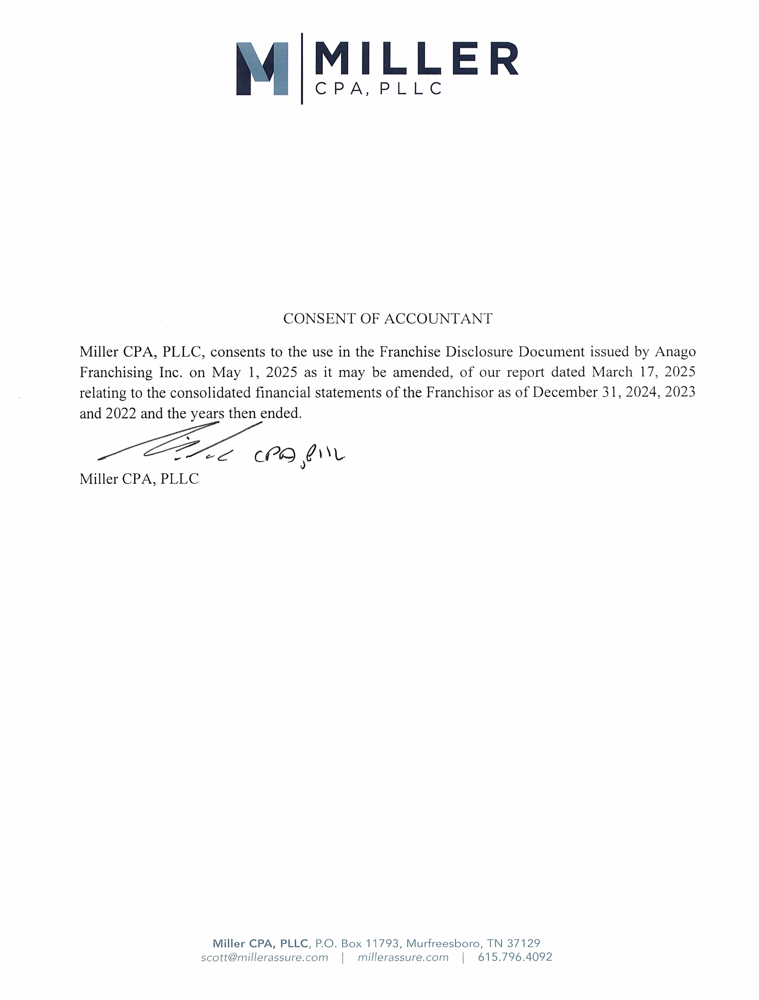 MILLER
CPA, PLLC
CONSENT OF ACCOUNTANT
Miller CPA, PLLC, consents to the use in the Franchise Disclosure Document issued by Anago
Franchising Inc. on May 1, 2025 as it may be amended, of our report dated March 17, 2025
relating to the consolidated financial statements of the Franchisor as of December 31, 2024, 2023
and 2022 and the years then ended.
CPA, PLLC
Miller CPA, PLLC
Miller CPA, PLLC, P.O. Box 11793, Murfreesboro, TN 37129
scott@millerassure.com | millerassure.com | 615.796.4092